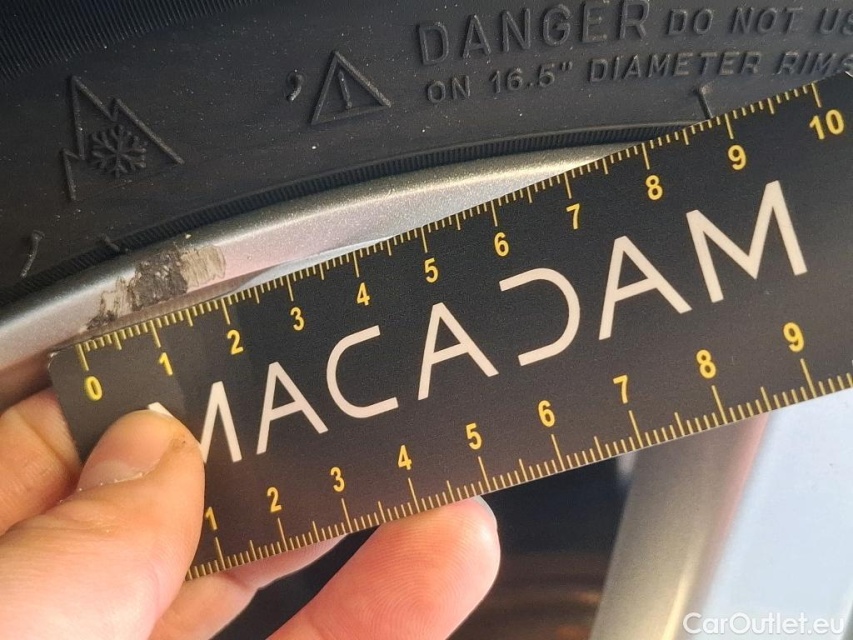 DANGER DO NOT US
ON 16.5" DIAMETER RIMS
0 1 2 3 4 5 6 7 8 9 10
MACADAM
1 2 3 4 5 6 7 8 9
CarOutlet.eu